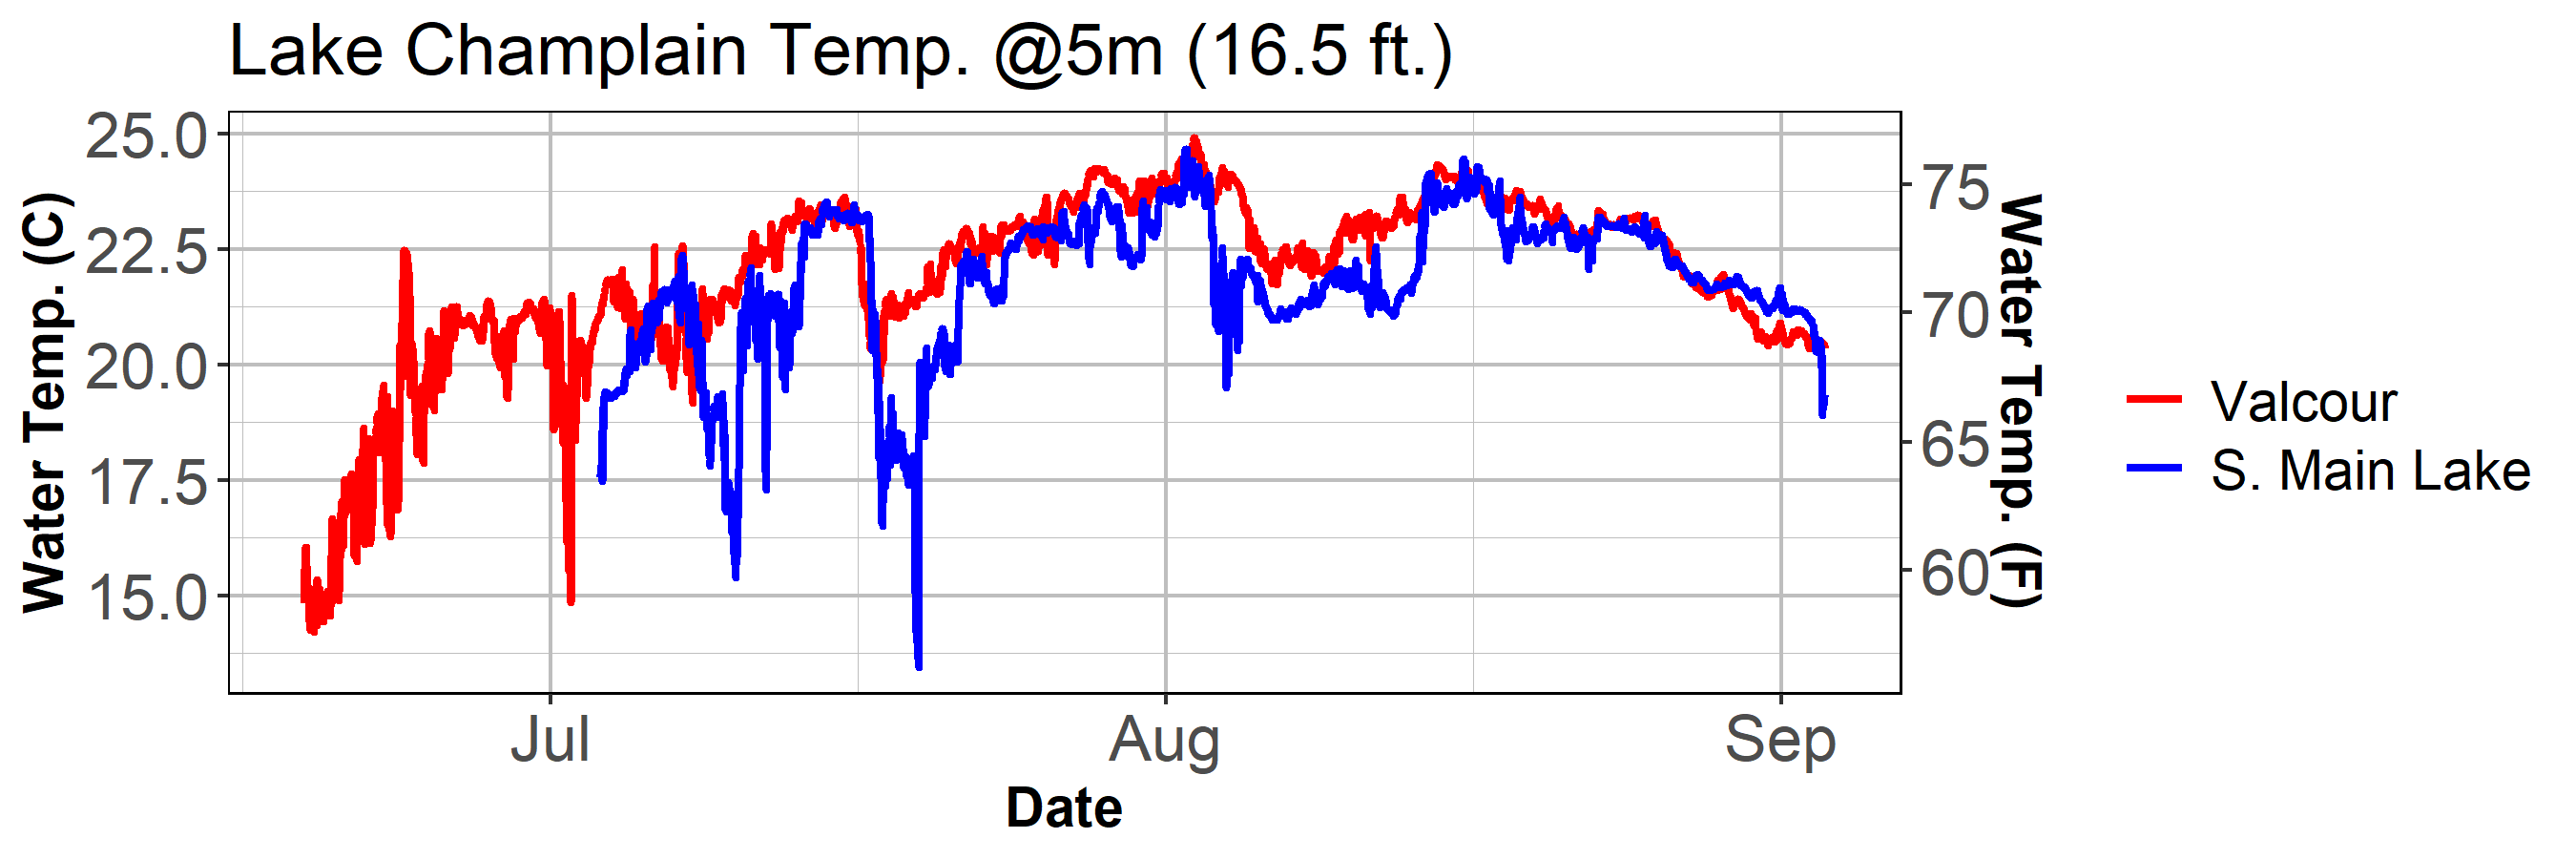 Lake Champlain Temp. @5m (16.5 ft.)
Water Temp. (C)
25.0
22.5
20.0
17.5
15.0
75
70
65
60
Water Temp. (F)
Jul
Aug
Sep
Date
Valcour
S. Main Lake